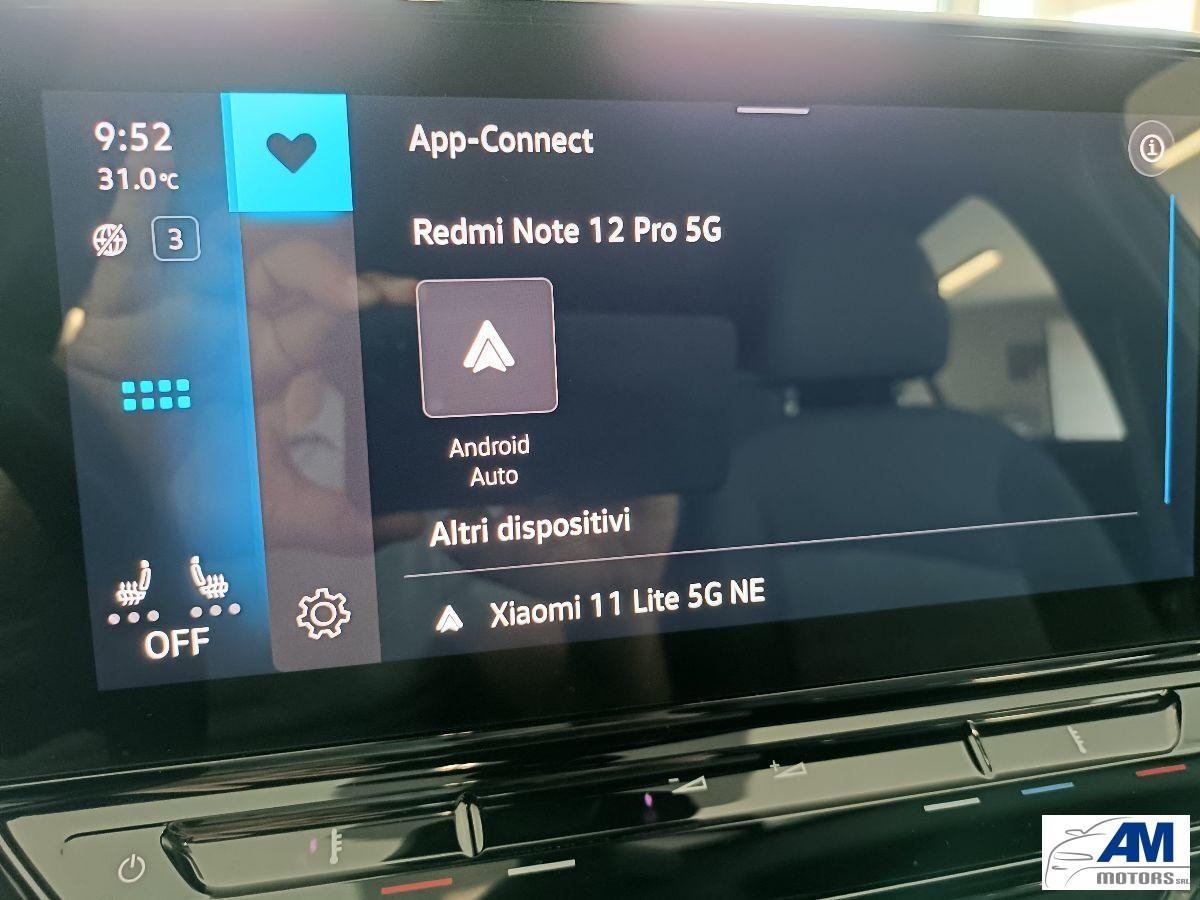 9:52
31.0°C
3
App-Connect
Redmi Note 12 Pro 5G
Android
Auto
Altri dispositivi
Xiaomi 11 Lite 5G NE
OFF
AM
MOTORS SRL